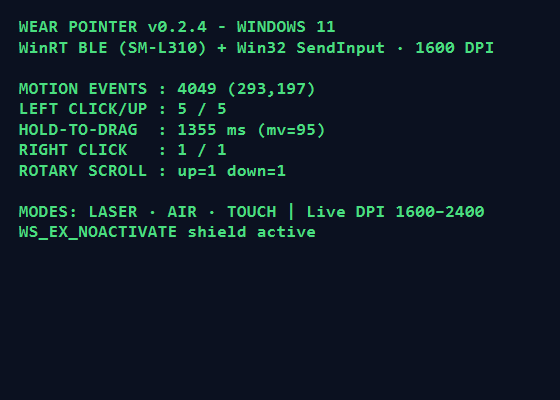 WEAR POINTER v0.2.4 - WINDOWS 11
WinRT BLE (SM-L310) + Win32 SendInput · 1600 DPI
MOTION EVENTS : 4049 (293,197)
LEFT CLICK/UP : 5 / 5
HOLD-TO-DRAG  : 1355 ms (mv=95)
RIGHT CLICK   : 1 / 1
ROTARY SCROLL : up=1 down=1
MODES: LASER · AIR · TOUCH | Live DPI 1600–2400
WS_EX_NOACTIVATE shield active